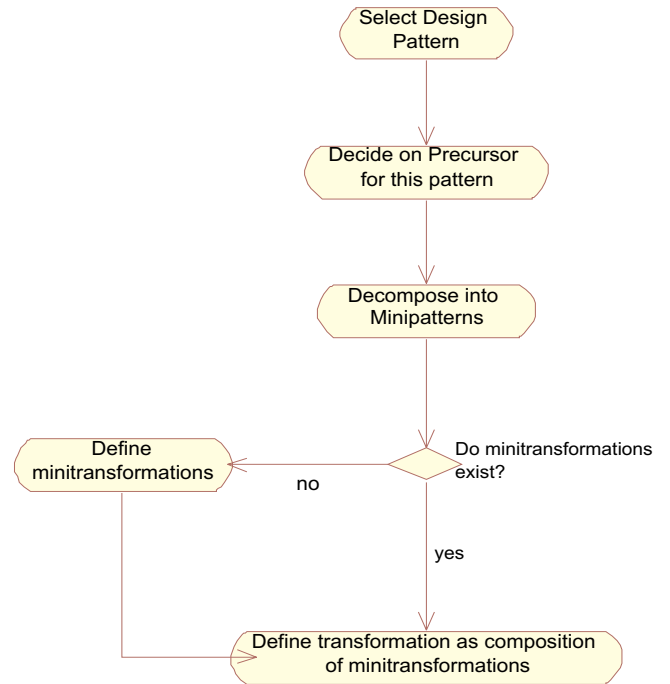 Select Design
Pattern
Decide on Precursor
for this pattern
Decompose into
Minipatterns
Do minitransformations
exist?
Define
minitransformations
no
yes
Define transformation as composition
of minitransformations